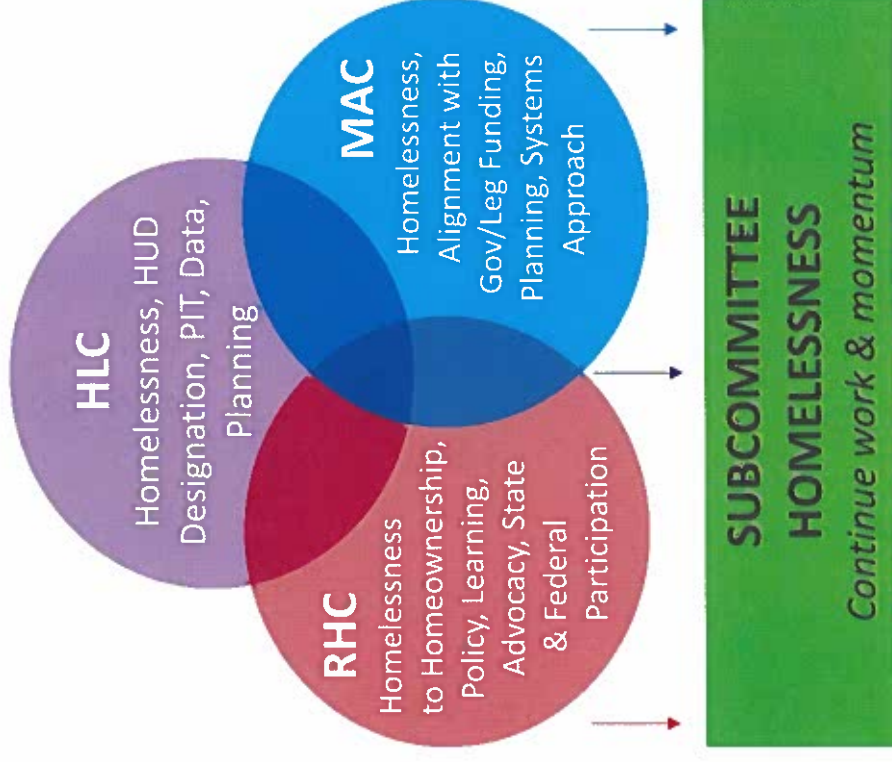 HLC
Homelessness, HUD
Designation, PIT, Data,
Planning
RHC
Homelessness
to Homeownership,
Policy, Learning,
Advocacy, State
& Federal
Participation
MAC
Homelessness,
Alignment with
Gov/Leg Funding,
Planning, Systems
Approach
SUBCOMMITTEE
HOMELESSNESS
Continue work & momentum